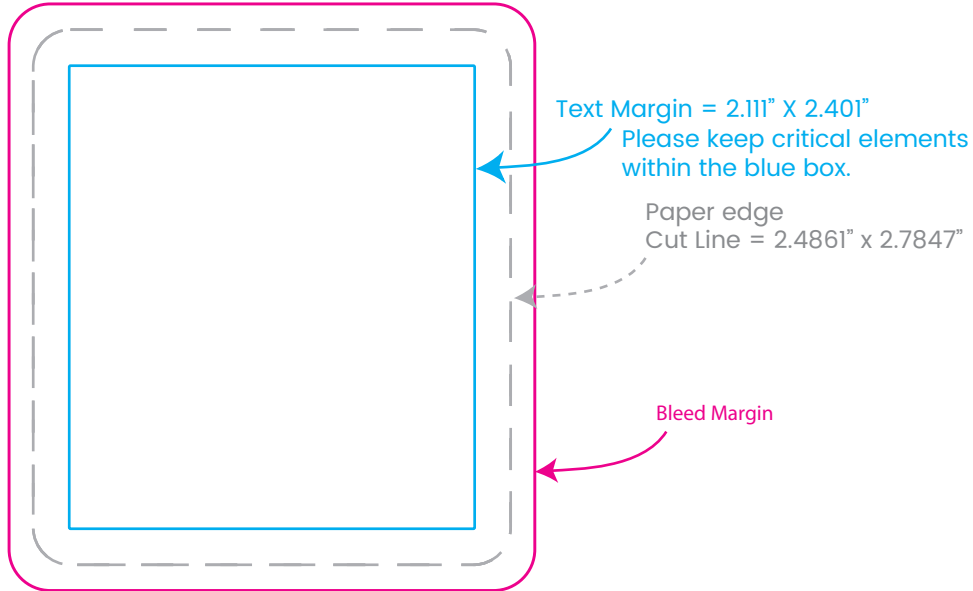 Text Margin = 2.111” X 2.401”
Please keep critical elements
within the blue box.
Paper edge
Cut Line = 2.4861” x 2.7847”
Bleed Margin